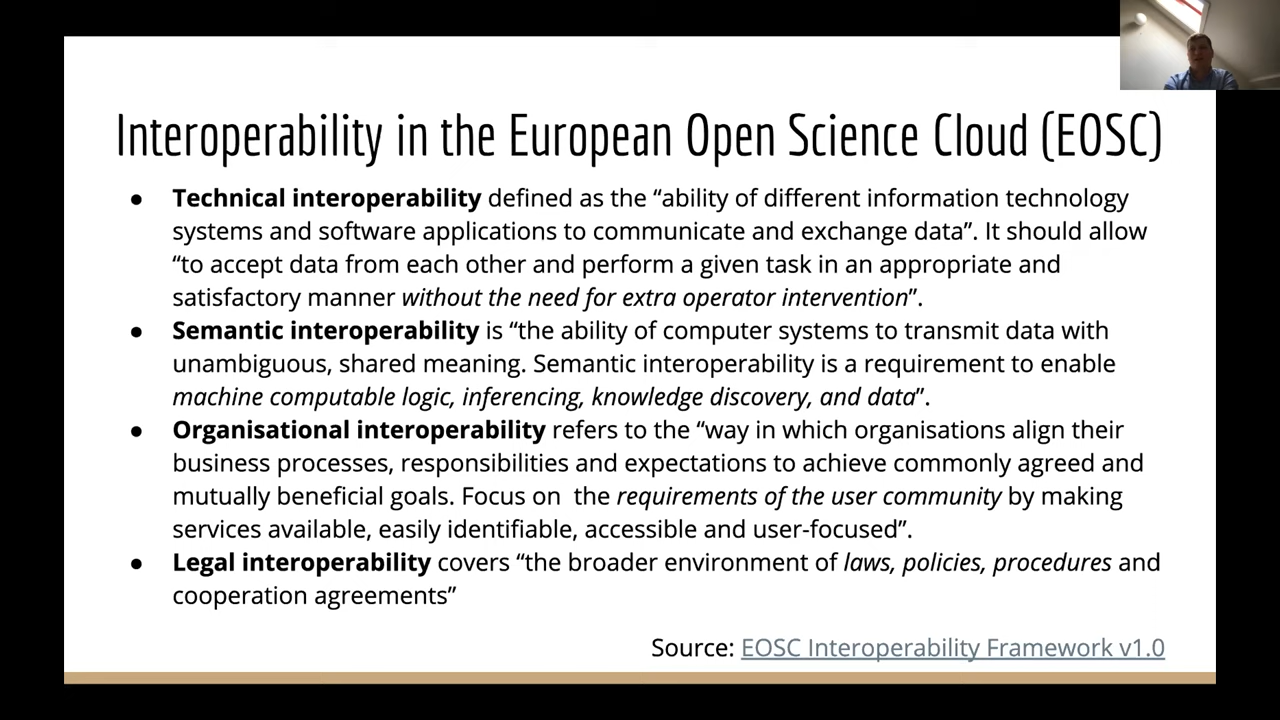 Interoperability in the European Open Science Cloud (EOSC)
● Technical interoperability defined as the “ability of different information technology
systems and software applications to communicate and exchange data”. It should allow
“to accept data from each other and perform a given task in an appropriate and
satisfactory manner without the need for extra operator intervention”.
● Semantic interoperability is “the ability of computer systems to transmit data with
unambiguous, shared meaning. Semantic interoperability is a requirement to enable
machine computable logic, inferencing, knowledge discovery, and data”.
● Organisational interoperability refers to the “way in which organisations align their
business processes, responsibilities and expectations to achieve commonly agreed and
mutually beneficial goals. Focus on  the requirements of the user community by making
services available, easily identifiable, accessible and user-focused”.
● Legal interoperability covers “the broader environment of laws, policies, procedures and
cooperation agreements”
Source: EOSC Interoperability Framework v1.0